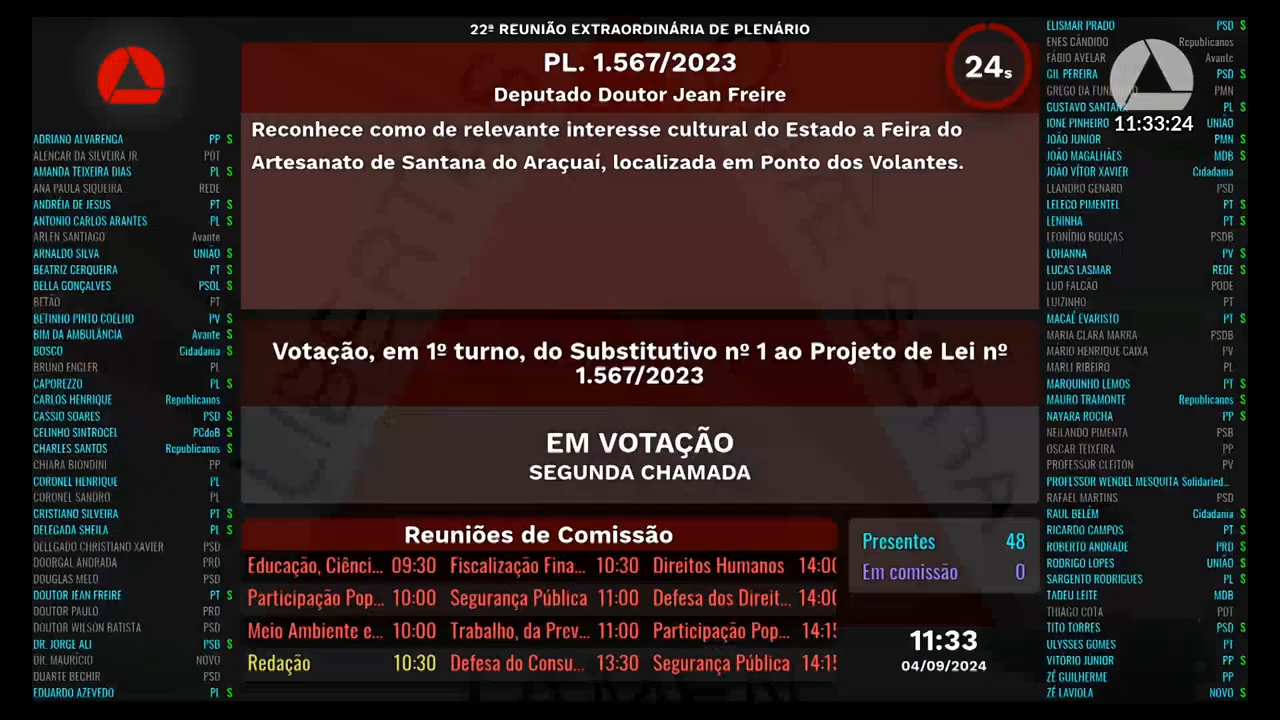 22ª REUNIÃO EXTRAORDINÁRIA DE PLENÁRIO
PL. 1.567/2023
Deputado Doutor Jean Freire
24s
Reconhece como de relevante interesse cultural do Estado a Feira do
Artesanato de Santana do Araçuaí, localizada em Ponto dos Volantes.
Votação, em 1º turno, do Substitutivo nº 1 ao Projeto de Lei nº
1.567/2023
EM VOTAÇÃO
SEGUNDA CHAMADA
Reuniões de Comissão
Educação, Ciênci... 09:30 Fiscalização Fina... 10:30 Direitos Humanos 14:00
Participação Pop... 10:00 Segurança Pública 11:00 Defesa dos Direit... 14:00
Meio Ambiente e... 10:00 Trabalho, da Prev... 11:00 Participação Pop... 14:15
Redação 10:30 Defesa do Consu... 13:30 Segurança Pública 14:15
Presentes 48
Em comissão 0
11:33
04/09/2024
ADRIANO ALVARENGA PP S
ALENCAR DA SILVEIRA JR PDT
AMANDA TEIXEIRA DIAS PL S
ANA PAULA SIQUEIRA REDE
ANDRÉIA DE JESUS PT S
ANTONIO CARLOS ARANTES PL S
ARLEN SANTIAGO Avante
ARNALDO SILVA UNIÃO S
BEATRIZ CERQUEIRA PT S
BELLA GONÇALVES PSOL S
BETÃO PT
BETINHO PINTO COELHO PV S
BIM DA AMBULÂNCIA Avante S
BOSCO Cidadania S
BRUNO ENGLER PL
CAPOREZZO PL S
CARLOS HENRIQUE Republicanos
CASSIO SOARES PSD S
CELINHO SINTROCEL PCdoB S
CHARLES SANTOS Republicanos S
CHIARA BIONDINI PP
CORONEL HENRIQUE PL
CORONEL SANDRO PL
CRISTIANO SILVEIRA PT S
DELEGADA SHEILA PL S
DELEGADO CHRISTIANO XAVIER PSD
DOORGAL ANDRADA PRD
DOUGLAS MELO PSD
DOUTOR JEAN FREIRE PT S
DOUTOR PAULO PRD
DOUTOR WILSON BATISTA PSD
DR. JORGE ALI PSB S
DR. MAURÍCIO NOVO
DUARTE BECHIR PSD
EDUARDO AZEVEDO PL S
ELISMAR PRADO PSD S
ENES CÂNDIDO Republicanos
FÁBIO AVELAR Avante
GIL PEREIRA PSD S
GREGO DA FUN PMN
GUSTAVO SANTANA PL S
IONE PINHEIRO UNIÃO
JOÃO JUNIOR PMN S
JOÃO MAGALHÃES MDB S
JOÃO VÍTOR XAVIER Cidadania
LEANDRO GENARO PSD
LELECO PIMENTEL PT S
LENINHA PT S
LEONÍDIO BOUÇAS PSDB
LOHANNA PV S
LUCAS LASMAR REDE S
LUD FALCÃO PODE
LUIZINHO PT
MACAÉ EVARISTO PT S
MARIA CLARA MARRA PSDB
MÁRIO HENRIQUE CAIXA PV
MARLI RIBEIRO PL
MARQUINHO LEMOS PT S
MAURO TRAMONTE Republicanos S
NAYARA ROCHA PP S
NEILANDO PIMENTA PSB
OSCAR TEIXEIRA PP
PROFESSOR CLEITON PV
PROFESSOR WENDEL MESQUITA Solidaried...
RAFAEL MARTINS PSD
RAUL BELÉM Cidadania S
RICARDO CAMPOS PT S
ROBERTO ANDRADE PRD S
RODRIGO LOPES UNIÃO S
SARGENTO RODRIGUES PL S
TADEU LEITE MDB
THIAGO COTA PDT
TITO TORRES PSD S
ULYSSES GOMES PT
VITÓRIO JÚNIOR PP S
ZÉ GUILHERME PP
ZÉ LAVIOLA NOVO S
11:33:24